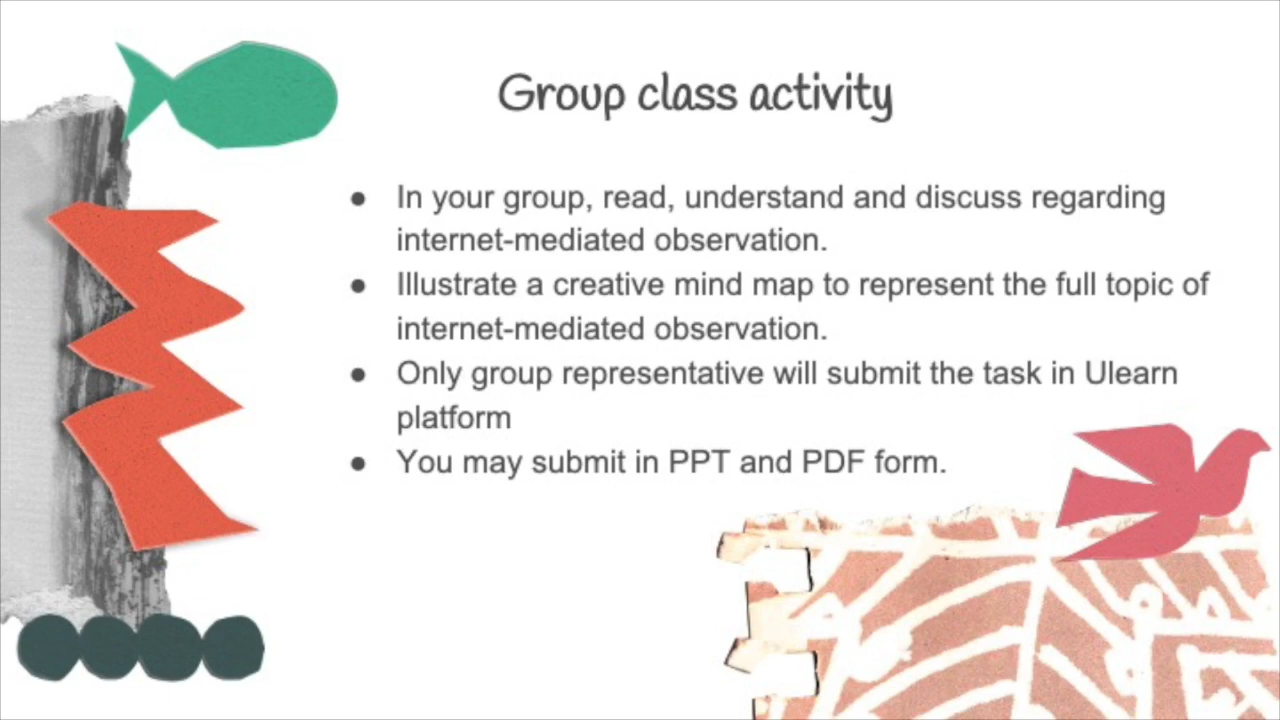 Group class activity
● In your group, read, understand and discuss regarding
internet-mediated observation.
● Illustrate a creative mind map to represent the full topic of
internet-mediated observation.
● Only group representative will submit the task in Ulearn
platform
● You may submit in PPT and PDF form.